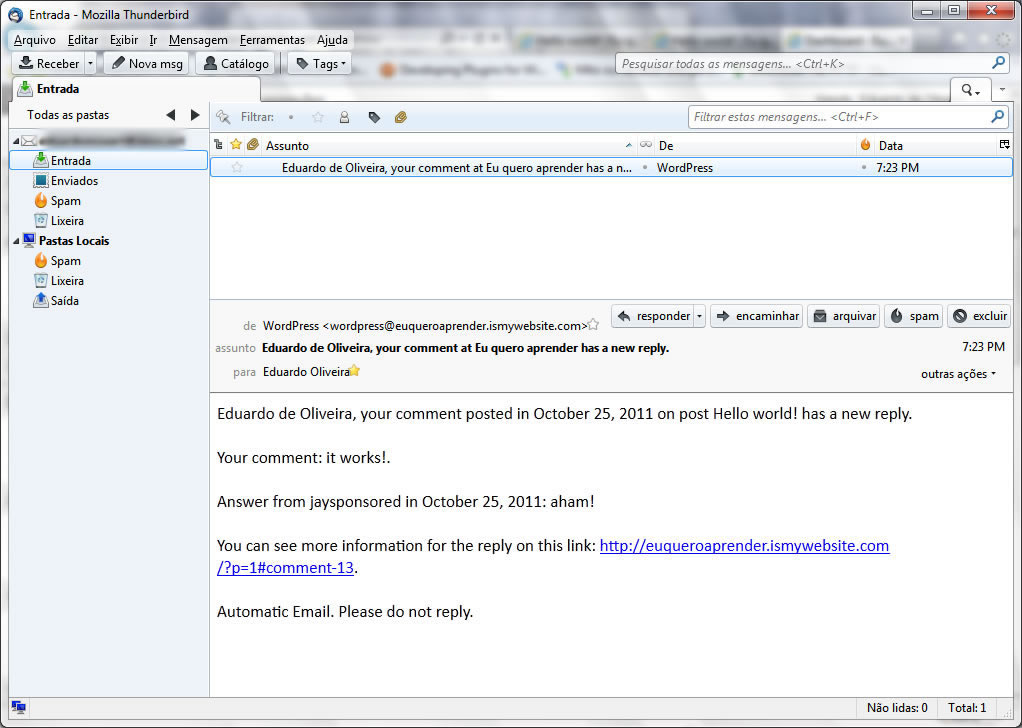 Entrada - Mozilla Thunderbird
Arquivo Editar Exibir Ir Mensagem Ferramentas Ajuda
Receber Nova msg Catálogo Tags Pesquisar todas as mensagens... <Ctrl+K>
Entrada
Todas as pastas
Filtrar: Filtrar estas mensagens... <Ctrl+F>
Assunto De Data
Eduardo de Oliveira, your comment at Eu quero aprender has a n... WordPress 7:23 PM
Entrada
Enviados
Spam
Lixeira
Pastas Locais
Spam
Lixeira
Saída
de WordPress <wordpress@euqueroaprender.ismywebsite.com> responder encaminhar arquivar spam excluir
assunto Eduardo de Oliveira, your comment at Eu quero aprender has a new reply. 7:23 PM
para Eduardo Oliveira outras ações
Eduardo de Oliveira, your comment posted in October 25, 2011 on post Hello world! has a new reply.
Your comment: it works!.
Answer from jaysponsored in October 25, 2011: aham!
You can see more information for the reply on this link: http://euqueroaprender.ismywebsite.com
/?p=1#comment-13.
Automatic Email. Please do not reply.
Não lidas: 0 Total: 1